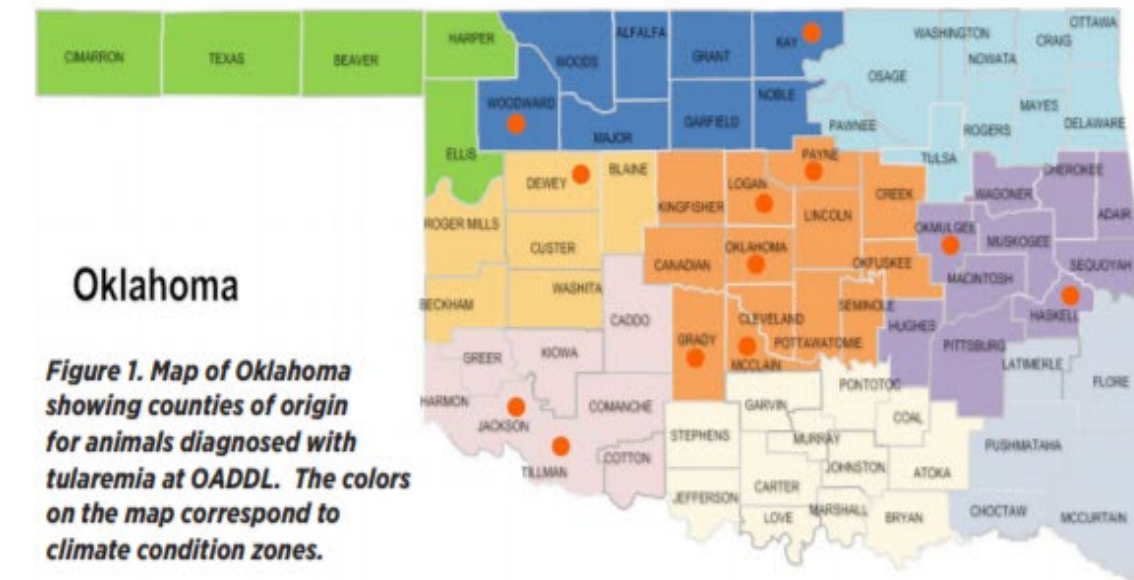 CIMARRON TEXAS BEAVER HARPER WOODS ALFALFA GRANT KAY WASHINGTON NOWATA CRAIG OTTAWA
OSAGE
WOODWARD MAJOR GARFIELD NOBLE PAWNEE ROGERS MAYES DELAWARE
ELLIS DEWEY BLAINE KINGFISHER LOGAN PAYNE CREEK TULSA WAGONER CHEROKEE
ROGER MILLS CUSTER CANADIAN OKLAHOMA LINCOLN OKFUSKEE OKMULGEE MUSKOGEE ADAIR
Oklahoma
BECKHAM WASHITA CADDO GRADY CLEVELAND SEMINOLE HUGHES MACINTOSH SEQUOYAH
GREER KIOWA MCCLAIN POTTAWATOMIE PITTSBURG HASKELL
HARMON JACKSON COMANCHE GARVIN PONTOTOC COAL LATIMERLE FLORE
TILLMAN COTTON STEPHENS MURRAY JOHNSTON ATOKA PUSHMATAHA
JEFFERSON CARTER LOVE MARSHALL BRYAN CHOCTAW MCCURTAIN
Figure 1. Map of Oklahoma
showing counties of origin
for animals diagnosed with
tularemia at OADDL. The colors
on the map correspond to
climate condition zones.